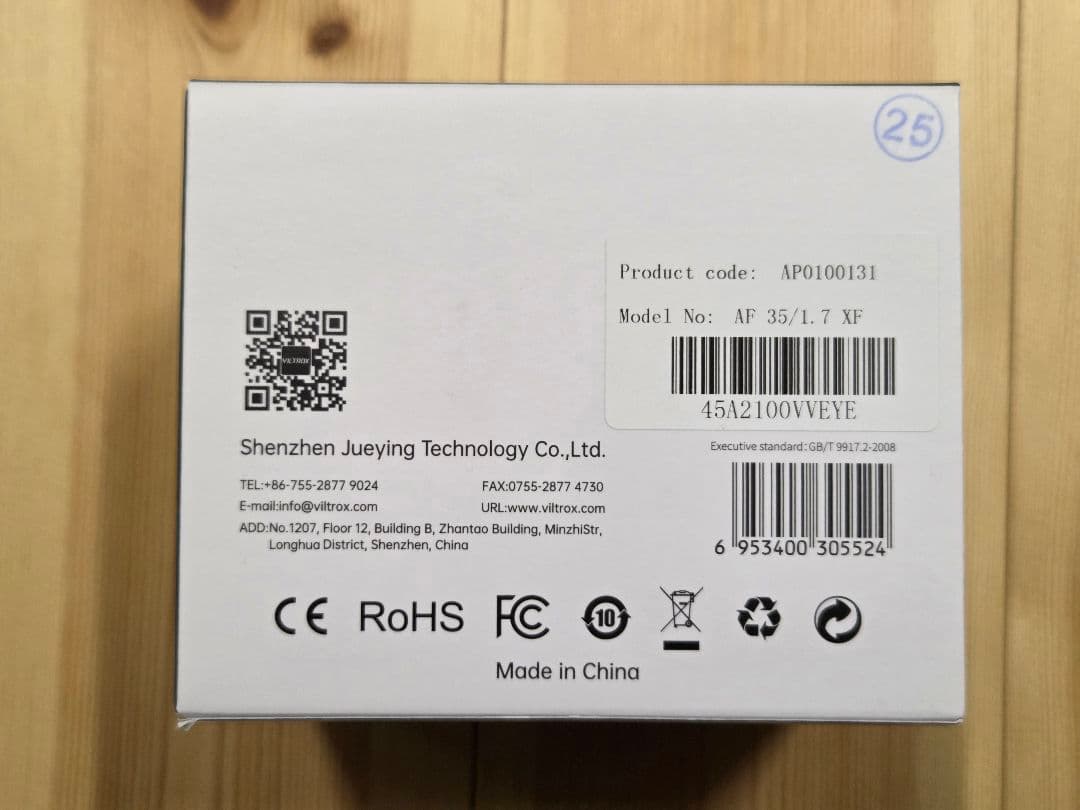 25
Product code: AP0100131
Model No: AF 35/1.7 XF
45A2100VVEYE
VILTROX
Shenzhen Jueying Technology Co.,Ltd.
TEL:+86-755-2877 9024 FAX:0755-2877 4730
E-mail:info@viltrox.com URL:www.viltrox.com
ADD:No.1207, Floor 12, Building B, Zhantao Building, MinzhiStr,
Longhua District, Shenzhen, China
Executive standard:GB/T 9917.2-2008
6 953400 305524
CE RoHS FC 10
Made in China